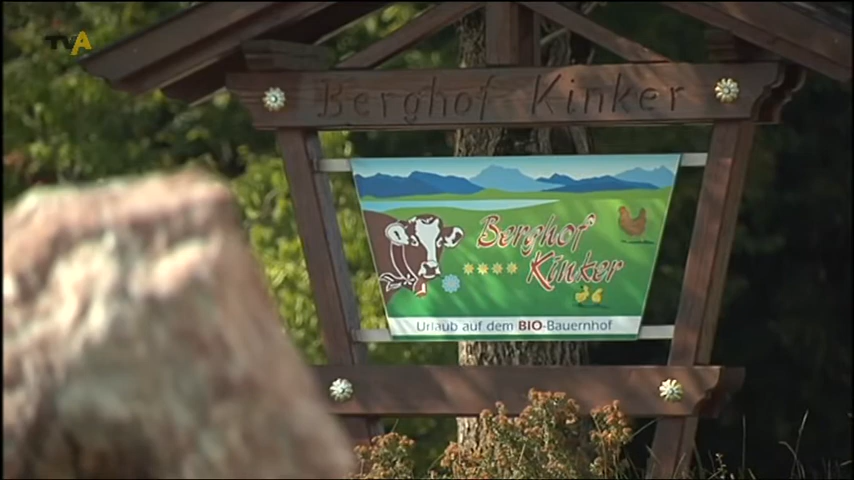 TVA
Berghof Kinker
Berghof
Kinker
Urlaub auf dem BIO-Bauernhof